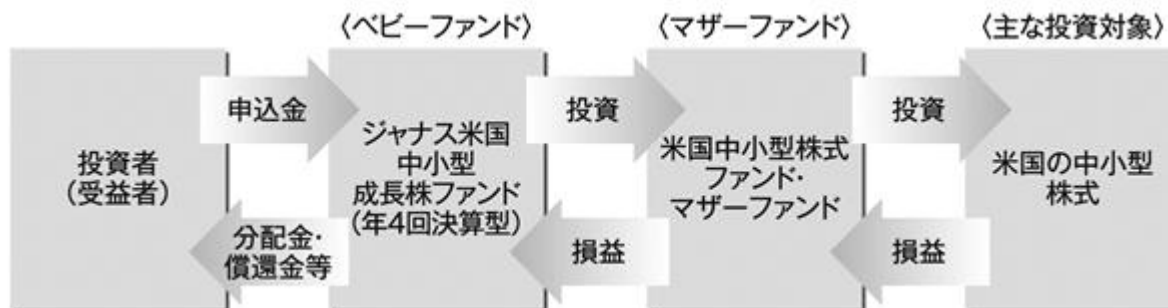 〈ベビーファンド〉
〈マザーファンド〉
〈主な投資対象〉
投資者
(受益者)
申込金
分配金・
償還金等
ジャナス米国
中小型
成長株ファンド
(年4回決算型)
投資
損益
米国中小型株式
ファンド・
マザーファンド
投資
損益
米国の中小型
株式